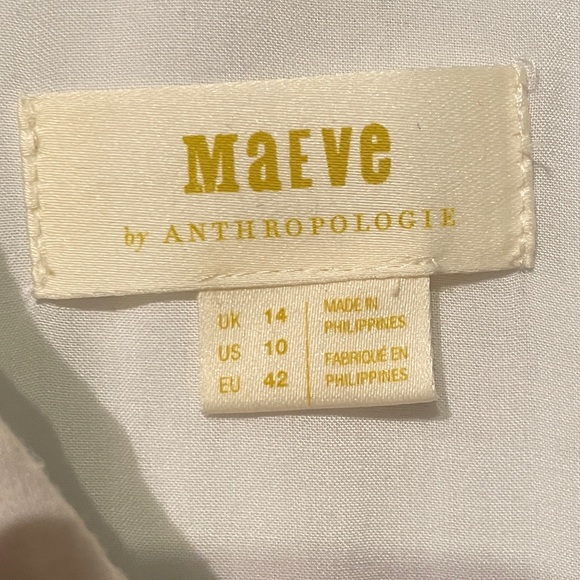 MaEVe
by ANTHROPOLOGIE
UK 14
US 10
EU 42
MADE IN
PHILIPPINES
FABRIQUÉ EN
PHILIPPINES